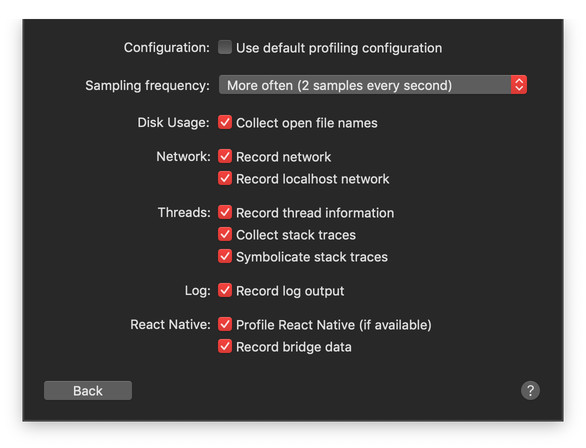 Configuration: Use default profiling configuration
Sampling frequency: More often (2 samples every second)
Disk Usage: Collect open file names
Network: Record network
Record localhost network
Threads: Record thread information
Collect stack traces
Symbolicate stack traces
Log: Record log output
React Native: Profile React Native (if available)
Record bridge data
Back ?